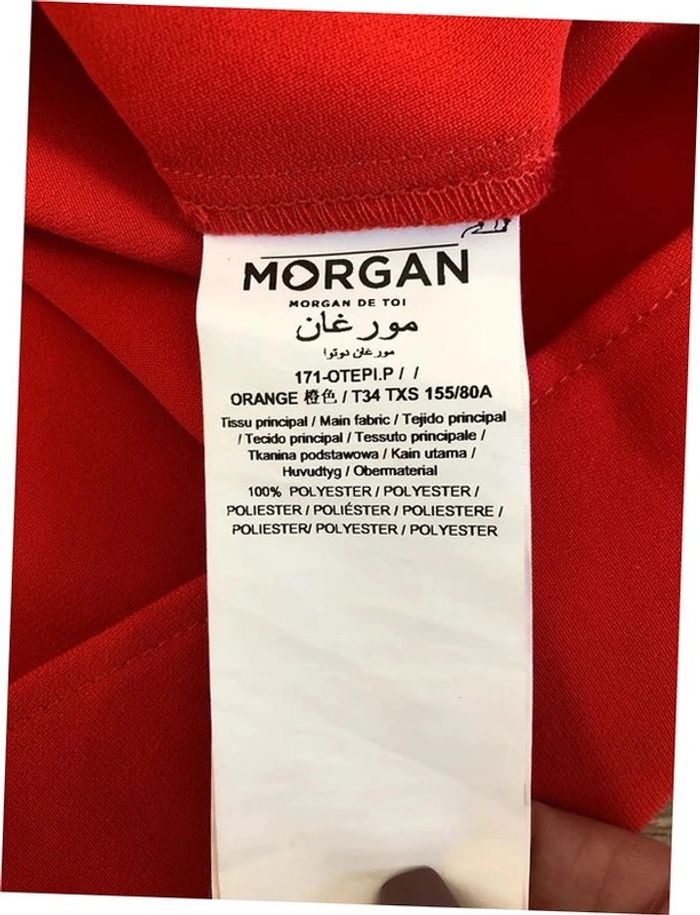 MORGAN
MORGAN DE TOI
مورغان
مورغان دوتوا
171-OTEPI.P / /
ORANGE 橙色 / T34 TXS 155/80A
Tissu principal / Main fabric / Tejido principal
/ Tecido principal / Tessuto principale /
Tkanina podstawowa / Kain utama /
Huvudtyg / Obermaterial
100% POLYESTER / POLYESTER /
POLIESTER / POLIÉSTER / POLIESTERE /
POLIESTER/ POLYESTER / POLYESTER